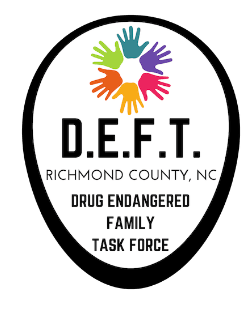 D.E.F.T.
RICHMOND COUNTY, NC
DRUG ENDANGERED
FAMILY
TASK FORCE